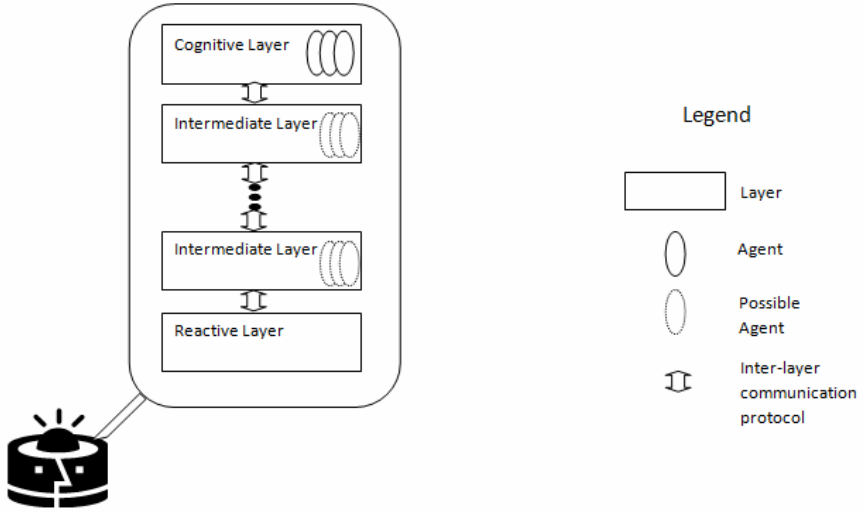 Cognitive Layer
Intermediate Layer
Intermediate Layer
Reactive Layer
Legend
Layer
Agent
Possible
Agent
Inter-layer
communication
protocol